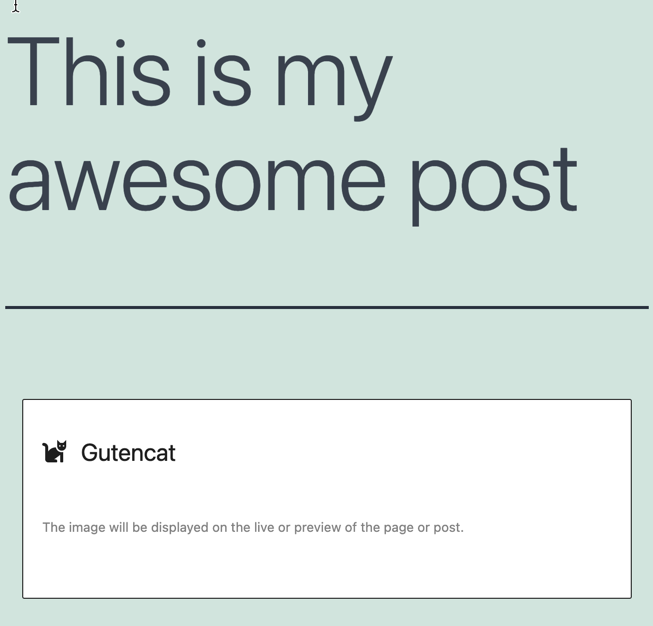 This is my
awesome post
Gutencat
The image will be displayed on the live or preview of the page or post.